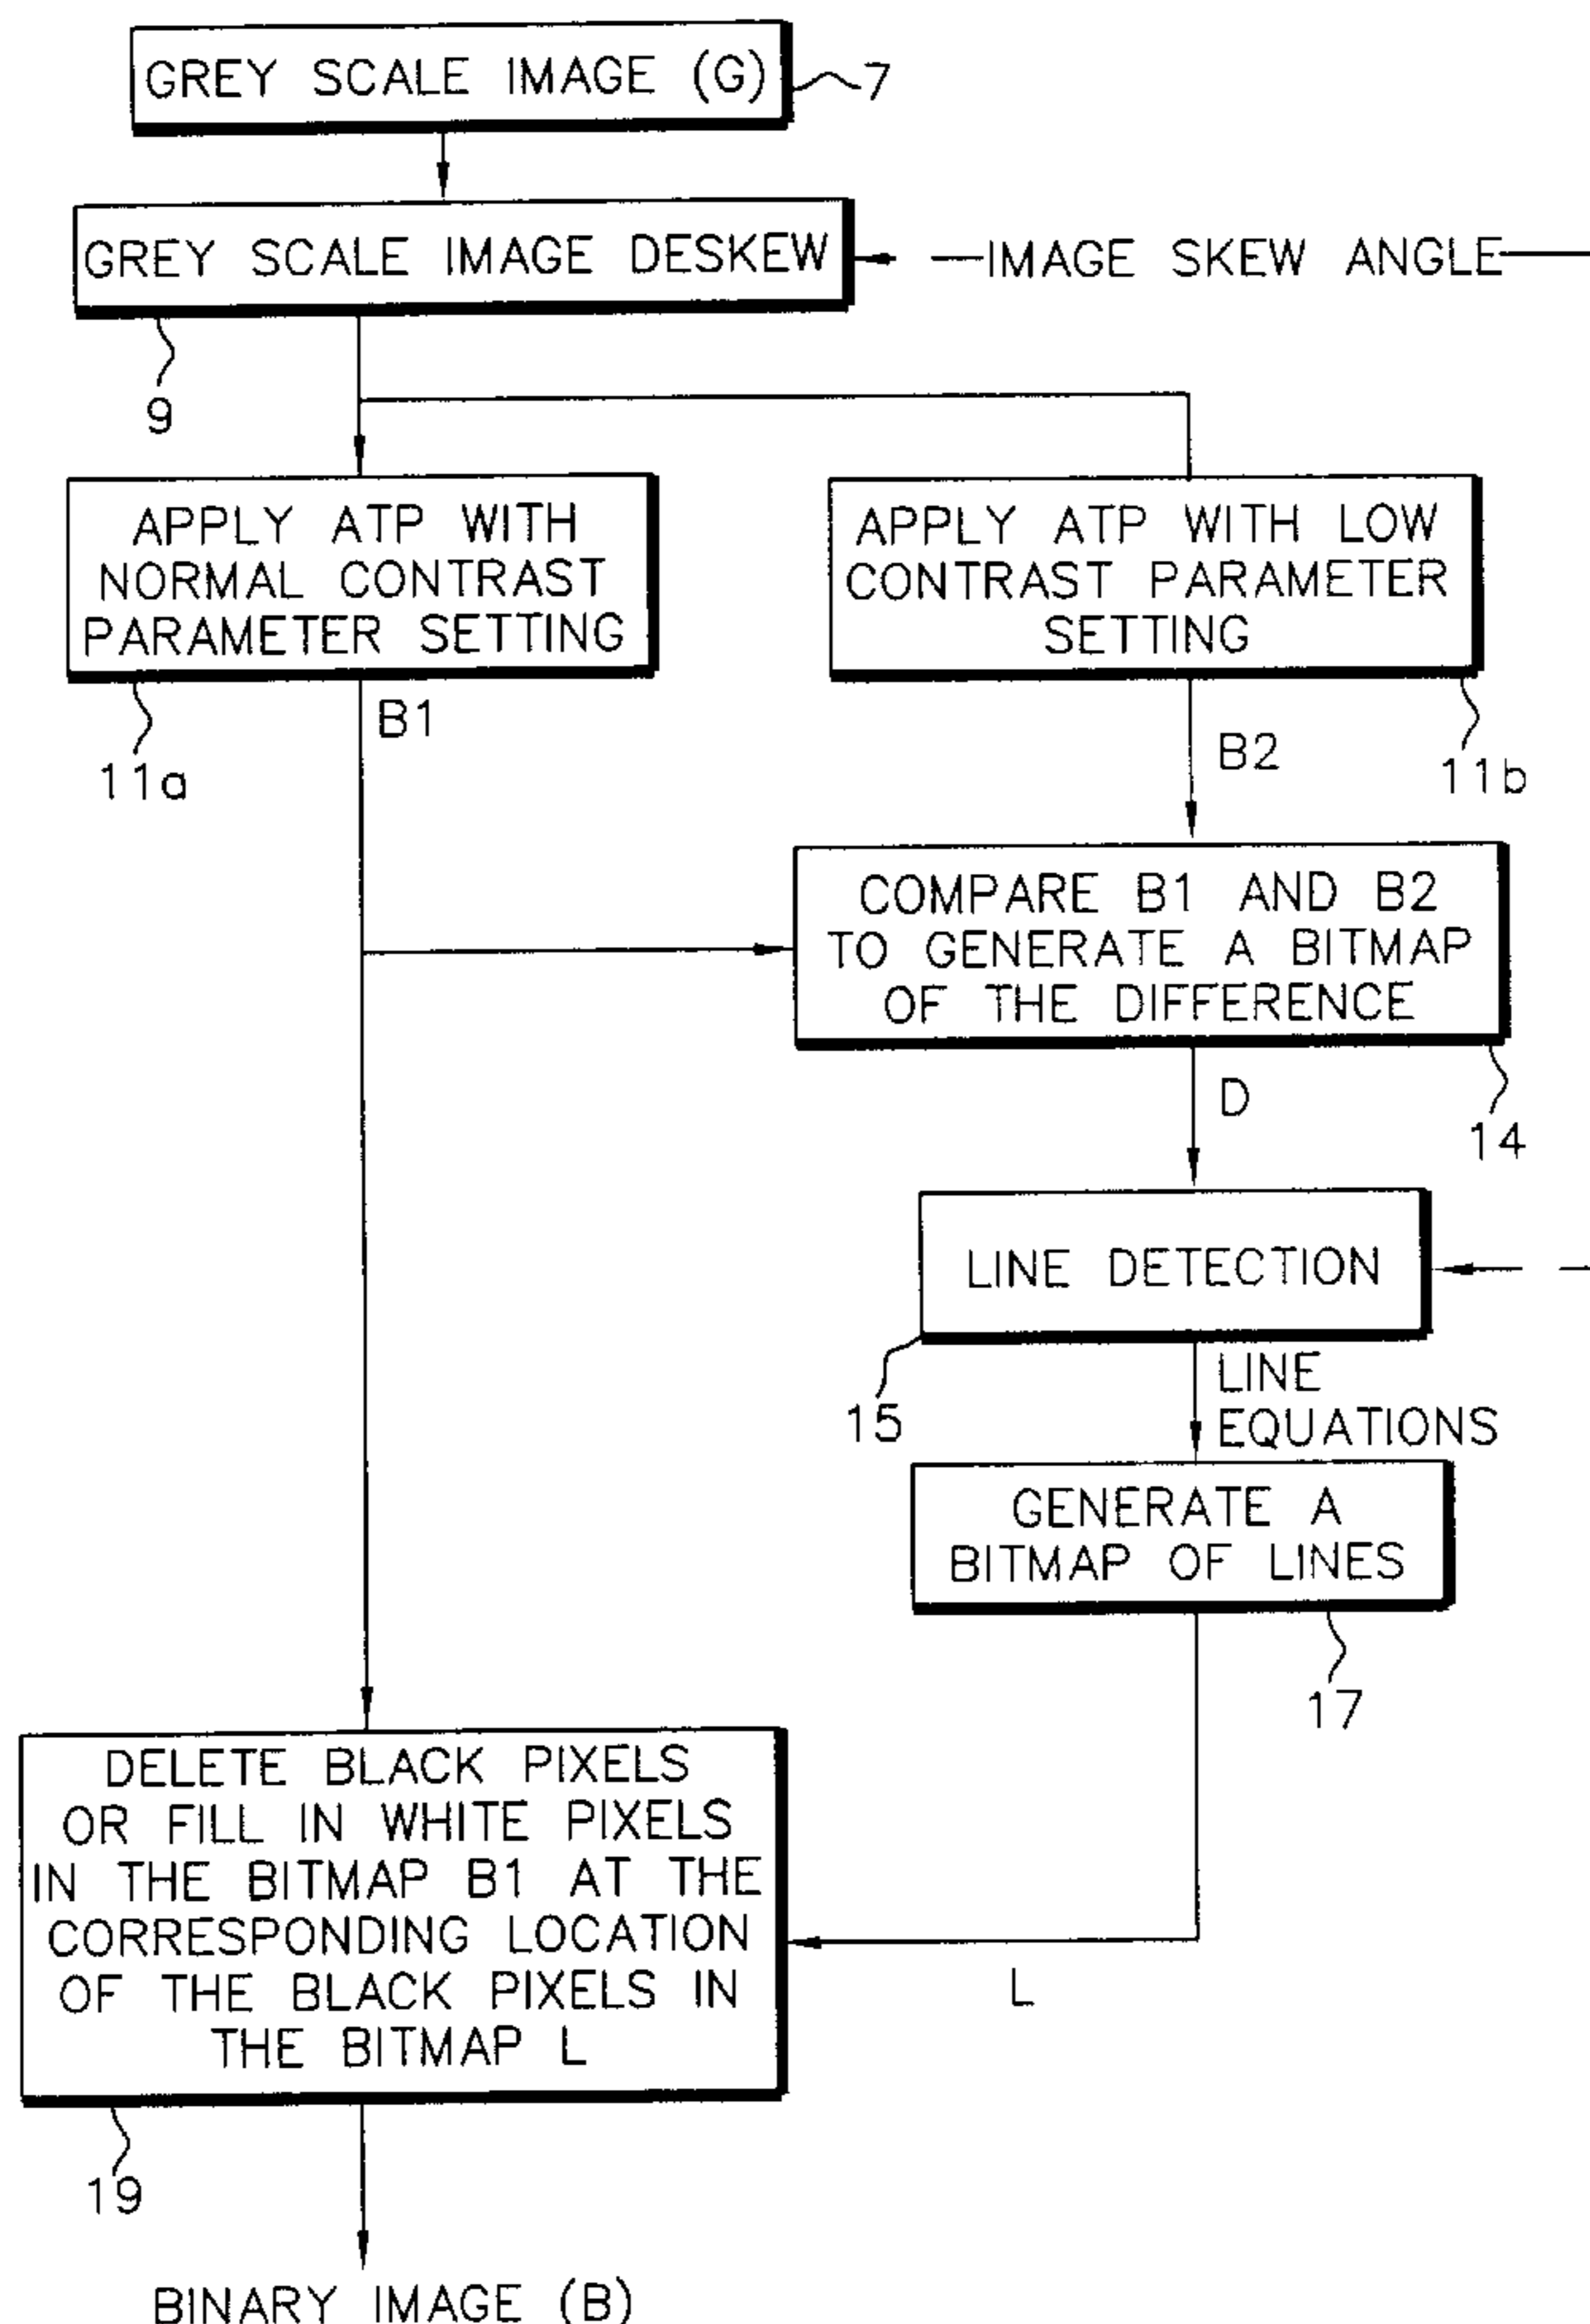 GREY SCALE IMAGE (G)
7
GREY SCALE IMAGE DESKEW
IMAGE SKEW ANGLE
9
APPLY ATP WITH
NORMAL CONTRAST
PARAMETER SETTING
APPLY ATP WITH LOW
CONTRAST PARAMETER
SETTING
11a
B1
B2
11b
COMPARE B1 AND B2
TO GENERATE A BITMAP
OF THE DIFFERENCE
D
14
LINE DETECTION
15
LINE
EQUATIONS
GENERATE A
BITMAP OF LINES
17
DELETE BLACK PIXELS
OR FILL IN WHITE PIXELS
IN THE BITMAP B1 AT THE
CORRESPONDING LOCATION
OF THE BLACK PIXELS IN
THE BITMAP L
L
19
BINARY IMAGE (B)